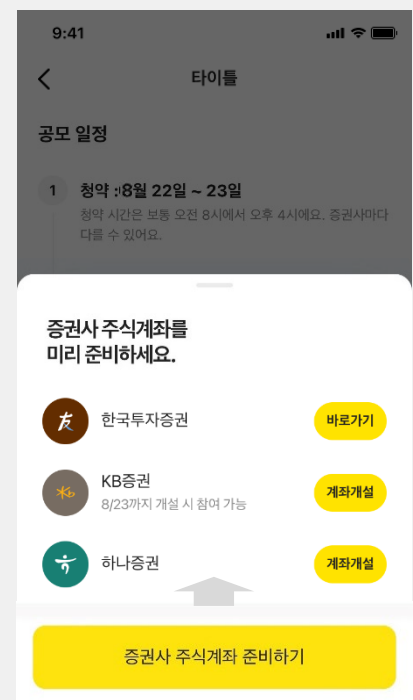 9:41
타이틀
공모 일정
1 청약 :8월 22일 ~ 23일
청약 시간은 보통 오전 8시에서 오후 4시에요. 증권사마다
다를 수 있어요.
증권사 주식계좌를
미리 준비하세요.
友 한국투자증권 바로가기
KB증권
8/23까지 개설 시 참여 가능 계좌개설
하나증권 계좌개설
증권사 주식계좌 준비하기